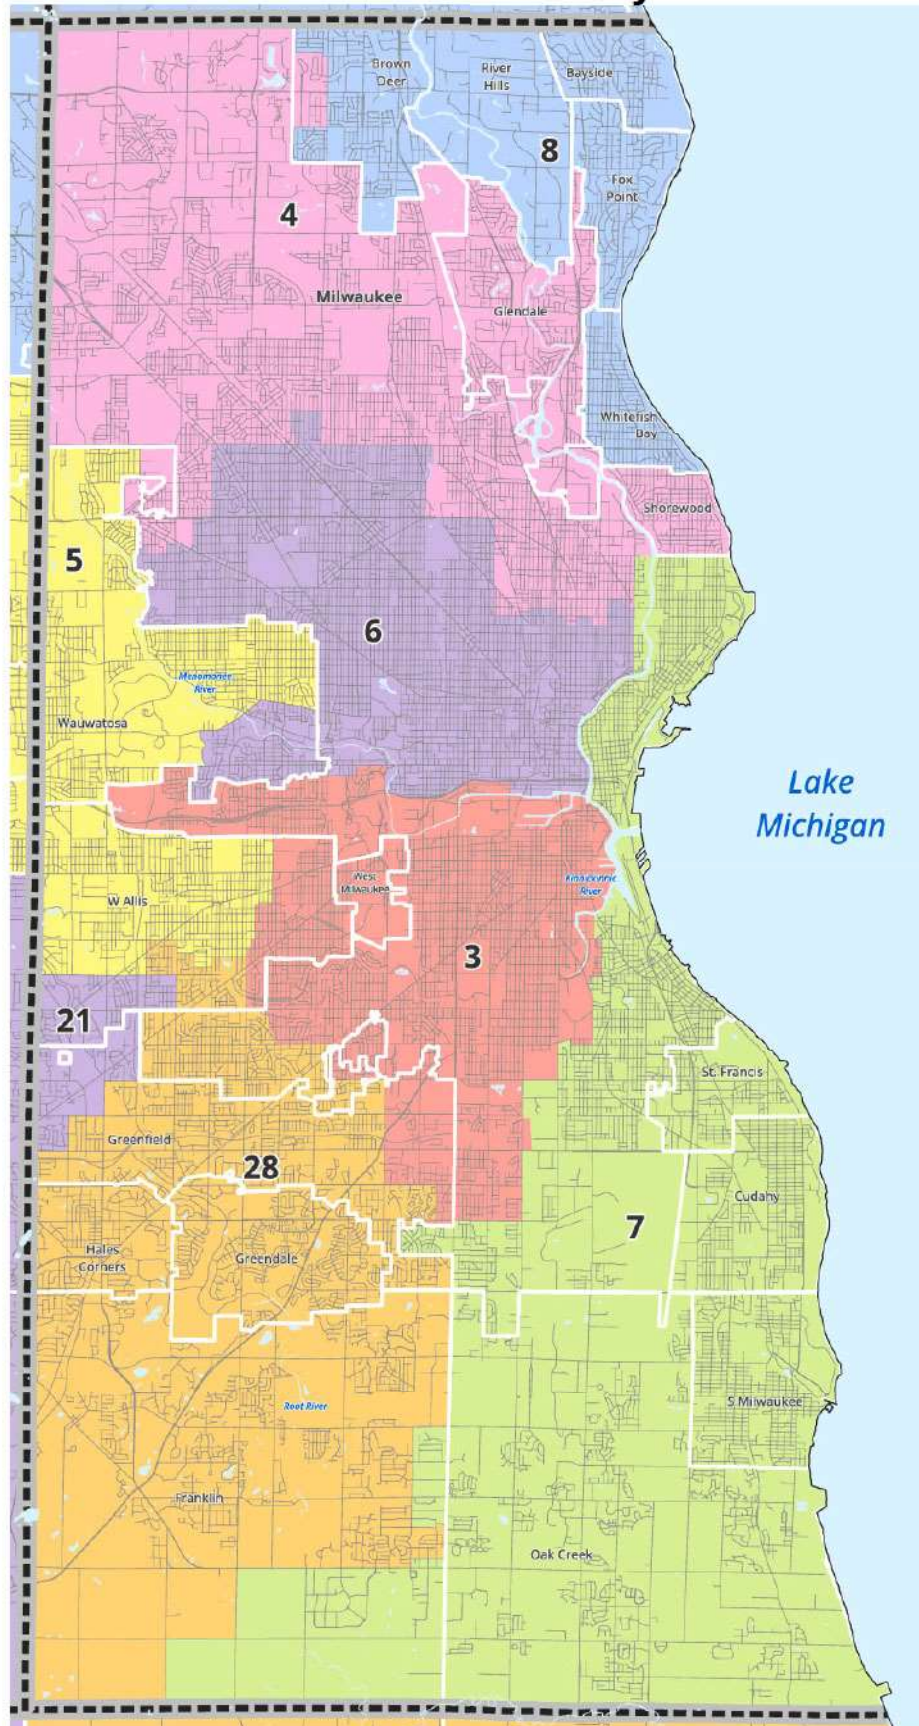 Brown
Deer
River
Hills
Bayside
8
Fox
Point
4
Milwaukee
Glendale
Whitefish
Bay
Shorewood
5
6
Menomonee
River
Wauwatosa
Lake
Michigan
West
Milwaukee
Kinnickinnic
River
W Allis
3
21
St. Francis
Greenfield
28
Cudahy
7
Hales
Corners
Greendale
Root River
S Milwaukee
Franklin
Oak Creek